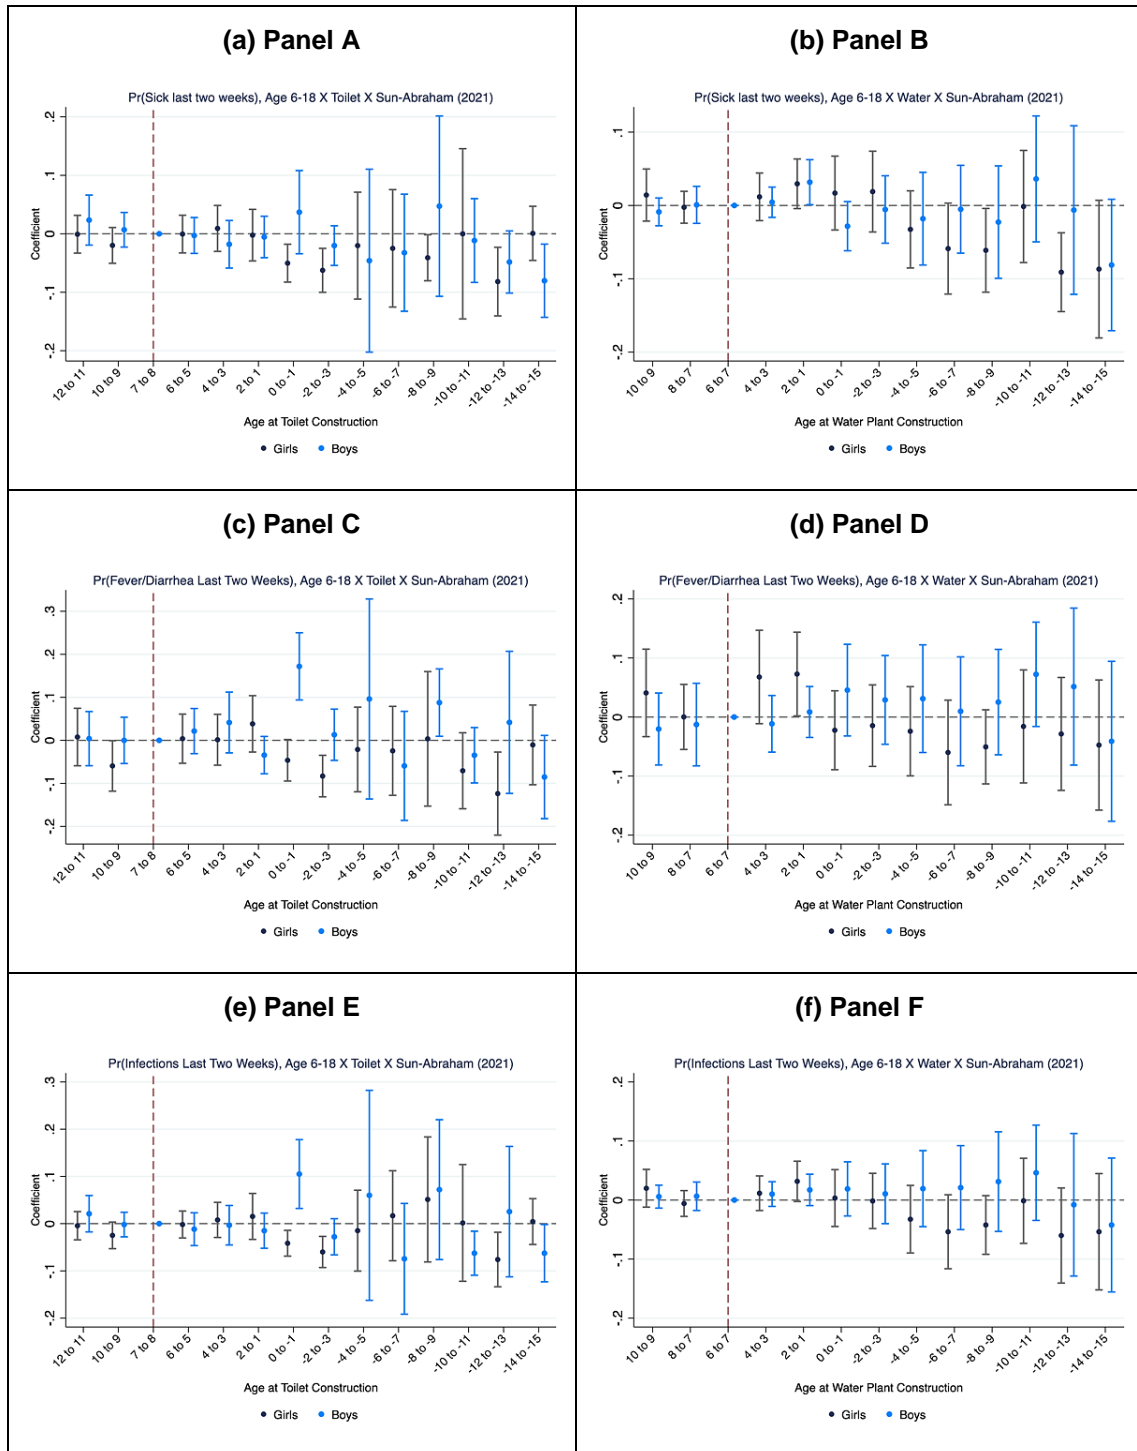 (a) Panel A
Pr(Sick last two weeks), Age 6-18 X Toilet X Sun-Abraham (2021)
Coefficient
.2
.1
0
-.1
-.2
12 to 11
10 to 9
7 to 8
6 to 5
4 to 3
2 to 1
0 to -1
-2 to -3
-4 to -5
-6 to -7
-8 to -9
-10 to -11
-12 to -13
-14 to -15
Age at Toilet Construction
Girls Boys
(b) Panel B
Pr(Sick last two weeks), Age 6-18 X Water X Sun-Abraham (2021)
Coefficient
.1
0
-.1
-.2
10 to 9
8 to 7
6 to 7
4 to 3
2 to 1
0 to -1
-2 to -3
-4 to -5
-6 to -7
-8 to -9
-10 to -11
-12 to -13
-14 to -15
Age at Water Plant Construction
Girls Boys
(c) Panel C
Pr(Fever/Diarrhea Last Two Weeks), Age 6-18 X Toilet X Sun-Abraham (2021)
Coefficient
.3
.2
.1
0
-.1
-.2
12 to 11
10 to 9
7 to 8
6 to 5
4 to 3
2 to 1
0 to -1
-2 to -3
-4 to -5
-6 to -7
-8 to -9
-10 to -11
-12 to -13
-14 to -15
Age at Toilet Construction
Girls Boys
(d) Panel D
Pr(Fever/Diarrhea Last Two Weeks), Age 6-18 X Water X Sun-Abraham (2021)
Coefficient
.2
.1
0
-.1
-.2
10 to 9
8 to 7
6 to 7
4 to 3
2 to 1
0 to -1
-2 to -3
-4 to -5
-6 to -7
-8 to -9
-10 to -11
-12 to -13
-14 to -15
Age at Water Plant Construction
Girls Boys
(e) Panel E
Pr(Infections Last Two Weeks), Age 6-18 X Toilet X Sun-Abraham (2021)
Coefficient
.3
.2
.1
0
-.1
-.2
12 to 11
10 to 9
7 to 8
6 to 5
4 to 3
2 to 1
0 to -1
-2 to -3
-4 to -5
-6 to -7
-8 to -9
-10 to -11
-12 to -13
-14 to -15
Age at Toilet Construction
Girls Boys
(f) Panel F
Pr(Infections Last Two Weeks), Age 6-18 X Water X Sun-Abraham (2021)
Coefficient
.2
.1
0
-.1
-.2
10 to 9
8 to 7
6 to 7
4 to 3
2 to 1
0 to -1
-2 to -3
-4 to -5
-6 to -7
-8 to -9
-10 to -11
-12 to -13
-14 to -15
Age at Water Plant Construction
Girls Boys